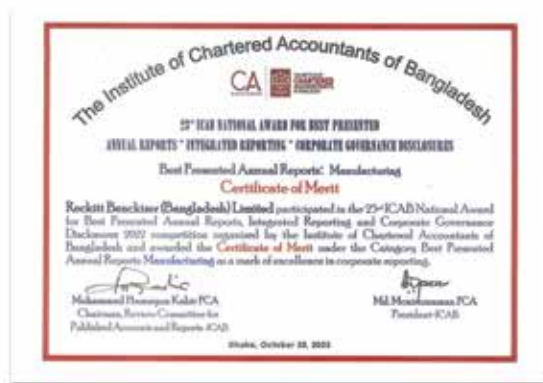 The Institute of Chartered Accountants of Bangladesh
CA
23rd ICAB NATIONAL AWARD FOR BEST PRESENTED
ANNUAL REPORTS * INTEGRATED REPORTING * CORPORATE GOVERNANCE DISCLOSURES
Best Presented Annual Reports: Manufacturing
Certificate of Merit
Reckitt Benckiser (Bangladesh) Limited participated in the 23rd ICAB National Award
for Best Presented Annual Reports, Integrated Reporting and Corporate Governance
Disclosures 2022 competition organized by the Institute of Chartered Accountants of
Bangladesh and awarded the Certificate of Merit under the Category Best Presented
Annual Reports Manufacturing as a mark of excellence in corporate reporting.
Mohammed Humayun Kabir FCA
Md. Moniruzzaman FCA
Chairman, Review Committee for
President-ICAB
Published Accounts and Reports-ICAB
Dhaka, October 30, 2023